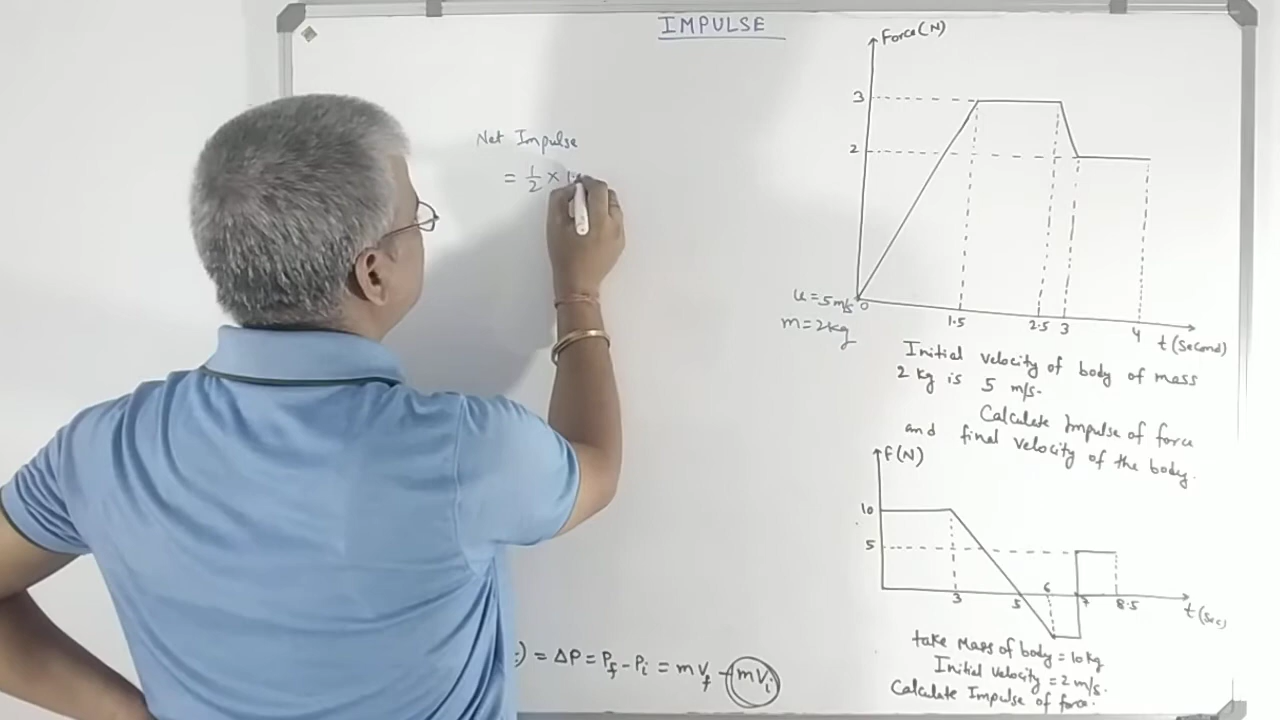 IMPULSE
Net Impulse
= 1/2 × 1.
) = ΔP = Pf - Pi = m Vf - mVi
Force(N)
3
2
0
1.5
2.5
3
4
t (second)
u = 5 m/s
m = 2kg
Initial velocity of body of mass
2 kg is 5 m/s.
Calculate Impulse of force
and final velocity of the body.
F(N)
10
5
3
5
6
7
8.5
t (sec)
take Mass of body = 10 kg
Initial velocity = 2 m/s.
Calculate Impulse of force.